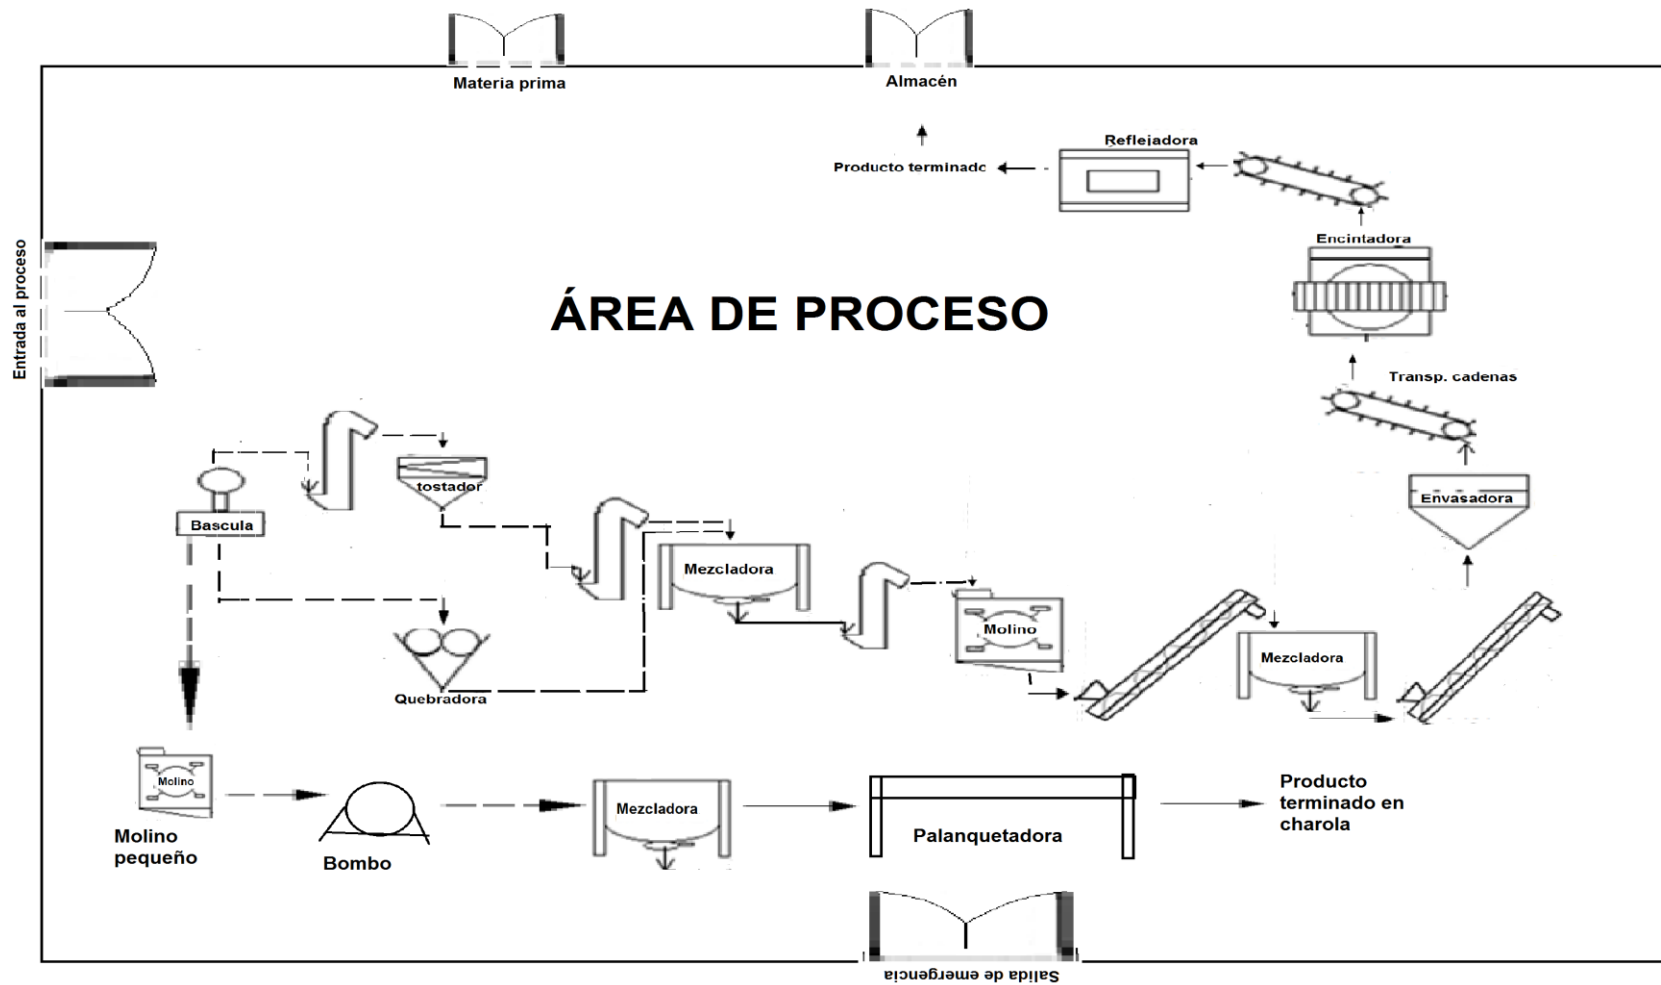 Materia prima
Almacén
Reflejadora
Producto terminado
Encintadora
Entrada al proceso
ÁREA DE PROCESO
Transp. cadenas
tostador
Envasadora
Bascula
Mezcladora
Molino
Mezcladora
Quebradora
Molino
Mezcladora
Producto
terminado en
charola
Molino
pequeño
Palanquetadora
Bombo
Salida de emergencia